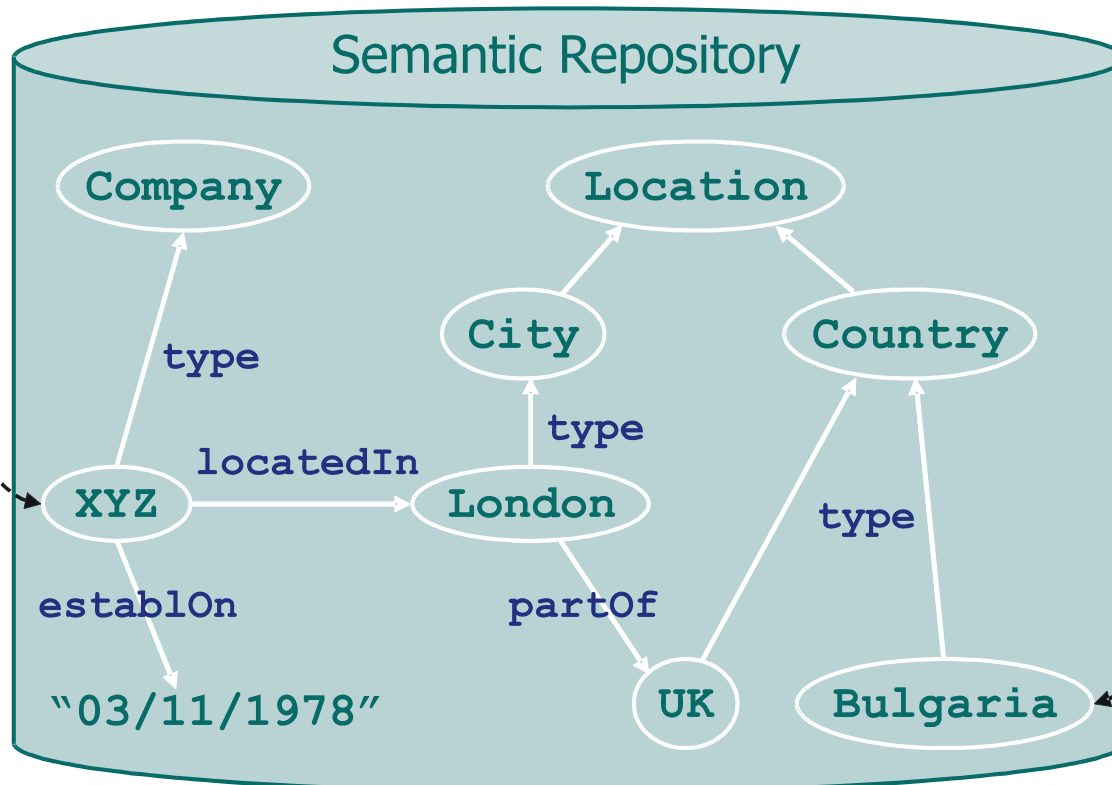 Semantic Repository
Company
Location
City
Country
type
type
locatedIn
XYZ
London
type
establOn
partOf
“03/11/1978”
UK
Bulgaria